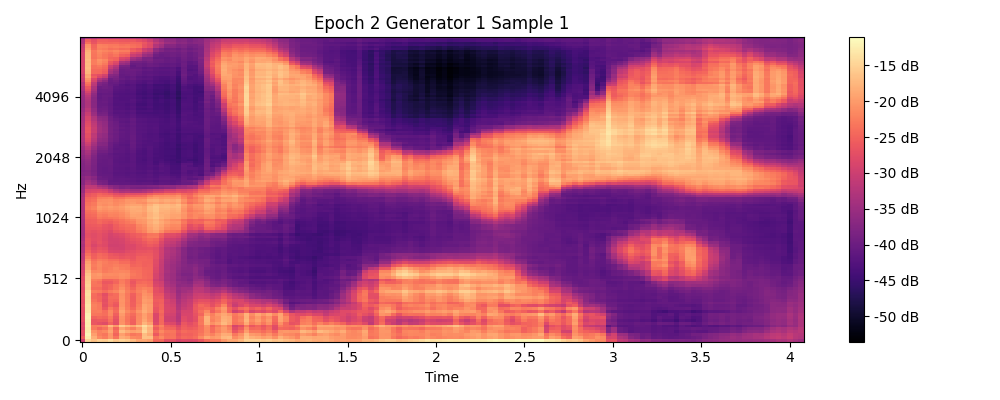 Epoch 2 Generator 1 Sample 1
Hz
4096
2048
1024
512
0
0
0.5
1
1.5
2
2.5
3
3.5
4
Time
-15 dB
-20 dB
-25 dB
-30 dB
-35 dB
-40 dB
-45 dB
-50 dB